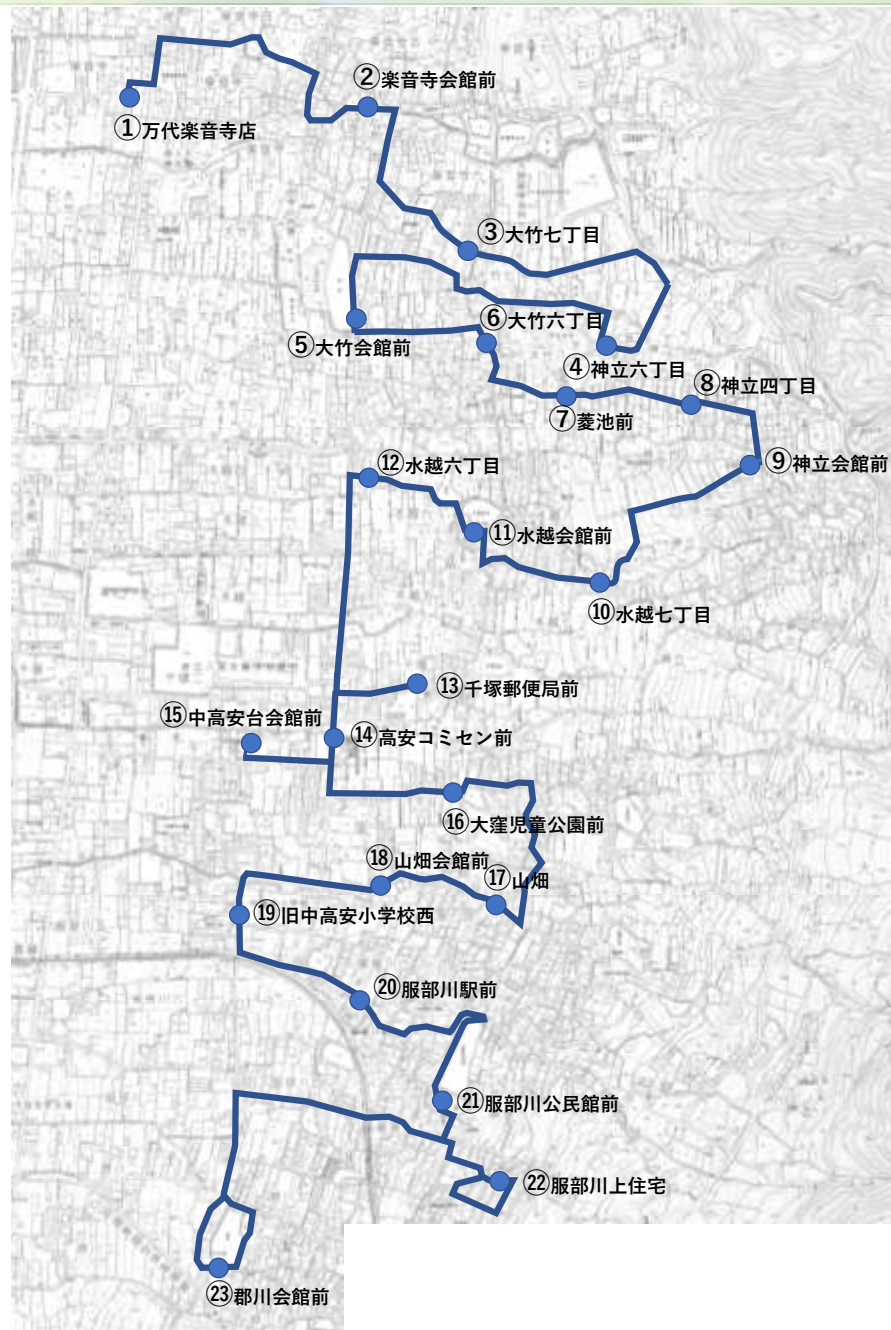 ①万代楽音寺店
②楽音寺会館前
③大竹七丁目
④神立六丁目
⑤大竹会館前
⑥大竹六丁目
⑦菱池前
⑧神立四丁目
⑨神立会館前
⑩水越七丁目
⑪水越会館前
⑫水越六丁目
⑬千塚郵便局前
⑭高安コミセン前
⑮中高安台会館前
⑯大窪児童公園前
⑰山畑
⑱山畑会館前
⑲旧中高安小学校西
⑳服部川駅前
㉑服部川公民館前
㉒服部川上住宅
㉓郡川会館前